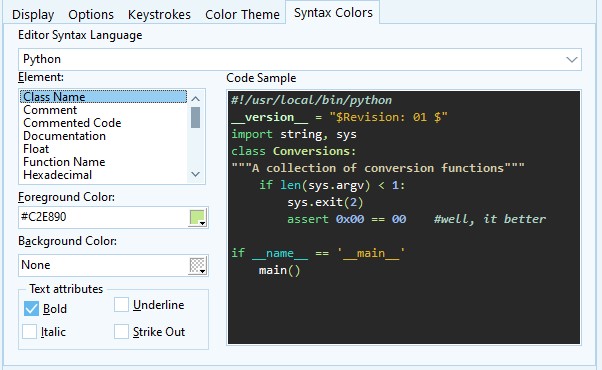 Display Options Keystrokes Color Theme Syntax Colors
Editor Syntax Language
Python
Element:
Class Name
Comment
Commented Code
Documentation
Float
Function Name
Hexadecimal
Foreground Color:
#C2E890
Background Color:
None
Text attributes
Bold
Underline
Italic
Strike Out
Code Sample
#!/usr/local/bin/python
__version__ = "$Revision: 01 $"
import string, sys
class Conversions:
"""A collection of conversion functions"""
    if len(sys.argv) < 1:
        sys.exit(2)
        assert 0x00 == 00    #well, it better
if __name__ == '__main__'
    main()